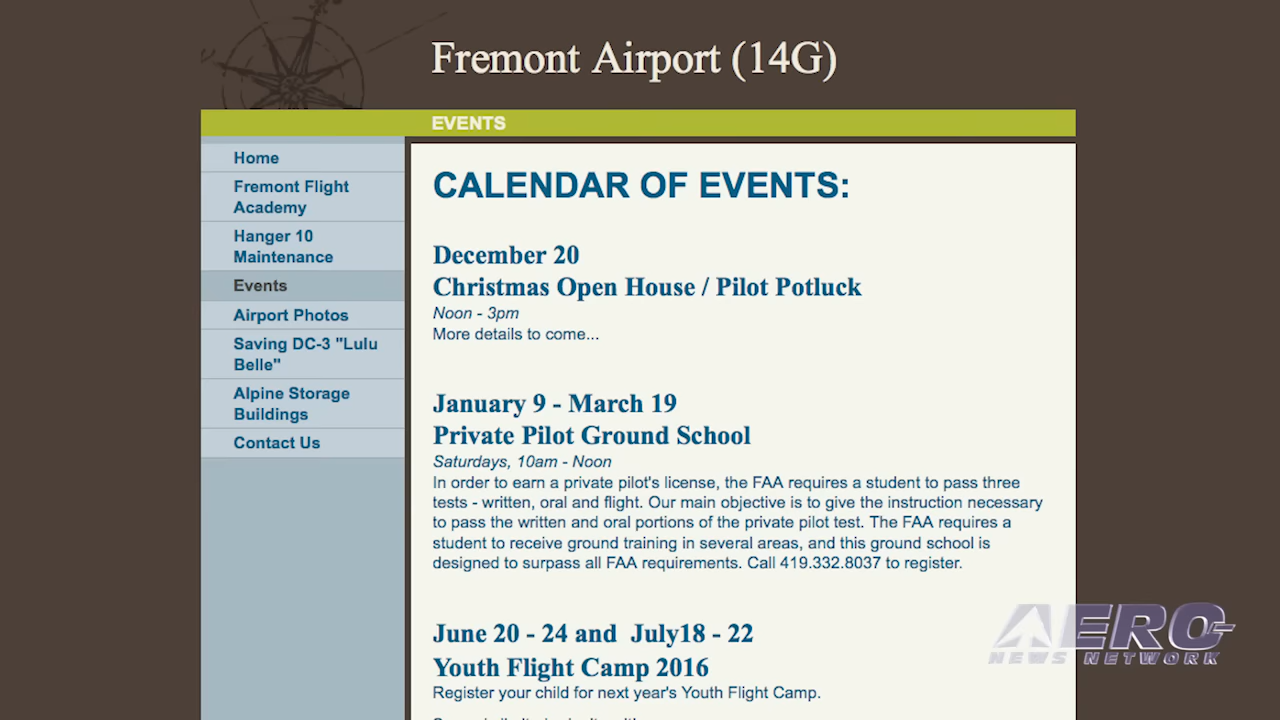 Fremont Airport (14G)
EVENTS
Home
Fremont Flight
Academy
Hanger 10
Maintenance
Events
Airport Photos
Saving DC-3 "Lulu
Belle"
Alpine Storage
Buildings
Contact Us
CALENDAR OF EVENTS:
December 20
Christmas Open House / Pilot Potluck
Noon - 3pm
More details to come...
January 9 - March 19
Private Pilot Ground School
Saturdays, 10am - Noon
In order to earn a private pilot's license, the FAA requires a student to pass three
tests - written, oral and flight. Our main objective is to give the instruction necessary
to pass the written and oral portions of the private pilot test. The FAA requires a
student to receive ground training in several areas, and this ground school is
designed to surpass all FAA requirements. Call 419.332.8037 to register.
June 20 - 24 and  July18 - 22
Youth Flight Camp 2016
Register your child for next year's Youth Flight Camp.
AERO
NEWS NETWORK